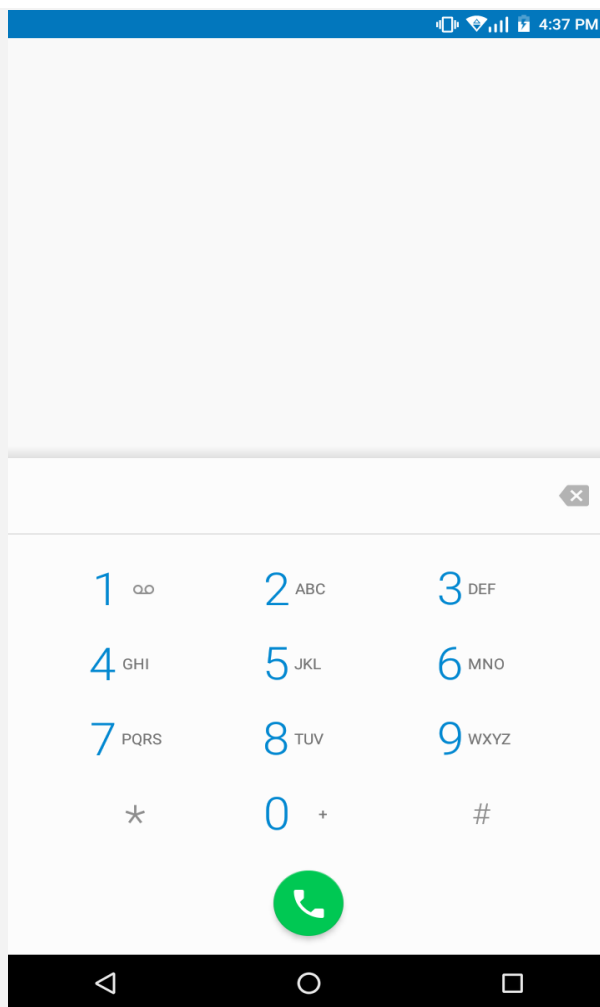 4:37 PM
1 2 ABC 3 DEF
4 GHI 5 JKL 6 MNO
7 PQRS 8 TUV 9 WXYZ
* 0 + #